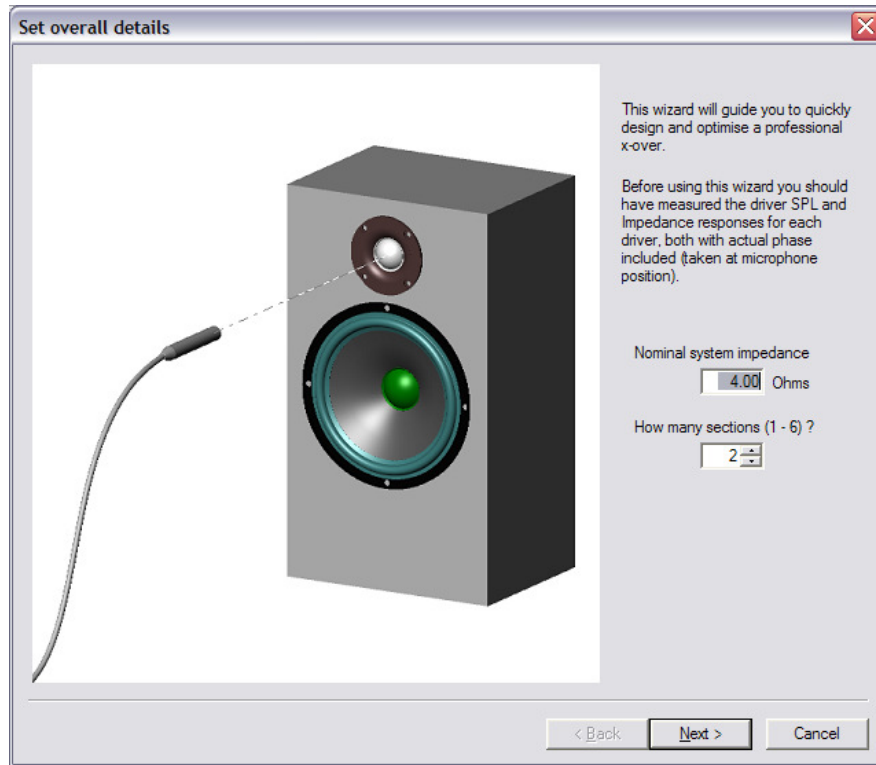 Set overall details
This wizard will guide you to quickly
design and optimise a professional
x-over.
Before using this wizard you should
have measured the driver SPL and
Impedance responses for each
driver, both with actual phase
included (taken at microphone
position).
Nominal system impedance
4.00 Ohms
How many sections (1 - 6) ?
2
< Back Next > Cancel